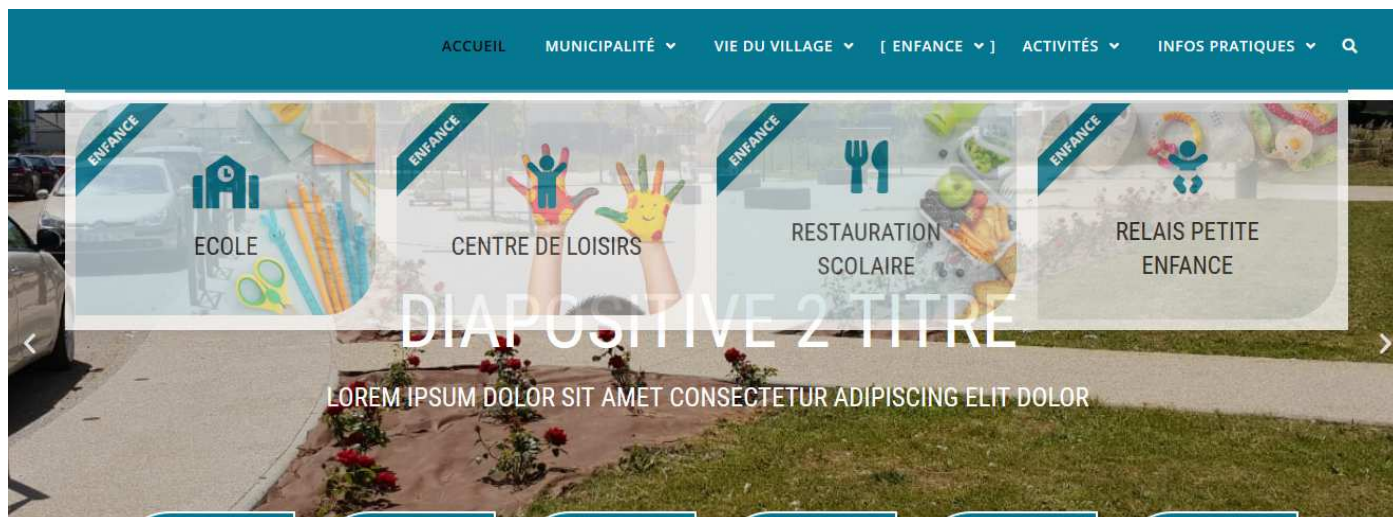 ACCUEIL MUNICIPALITÉ VIE DU VILLAGE [ ENFANCE ] ACTIVITÉS INFOS PRATIQUES
ENFANCE
ECOLE
ENFANCE
CENTRE DE LOISIRS
ENFANCE
RESTAURATION
SCOLAIRE
ENFANCE
RELAIS PETITE
ENFANCE
DIAPOSITIVE 2 TITRE
LOREM IPSUM DOLOR SIT AMET CONSECTETUR ADIPISCING ELIT DOLOR